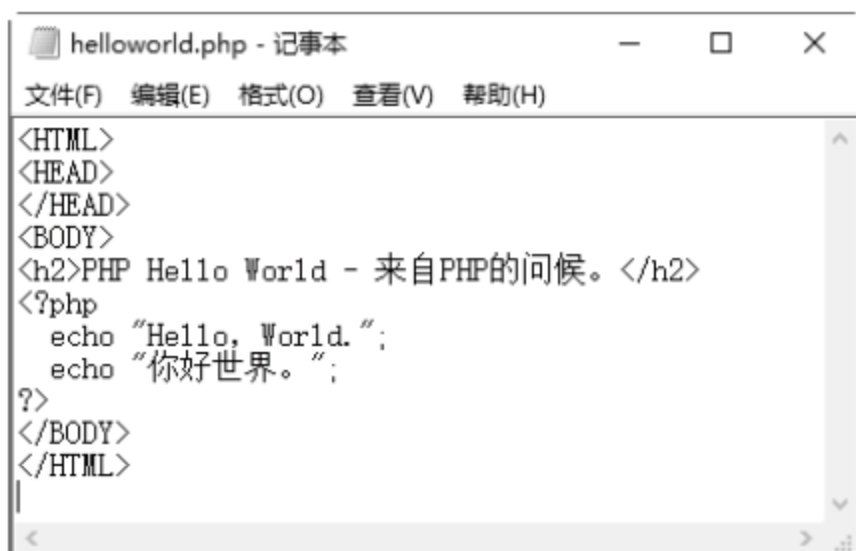 helloworld.php - 记事本
文件(F) 编辑(E) 格式(O) 查看(V) 帮助(H)
<HTML>
<HEAD>
</HEAD>
<BODY>
<h2>PHP Hello World - 来自PHP的问候。</h2>
<?php
  echo "Hello, World.";
  echo "你好世界。";
?>
</BODY>
</HTML>